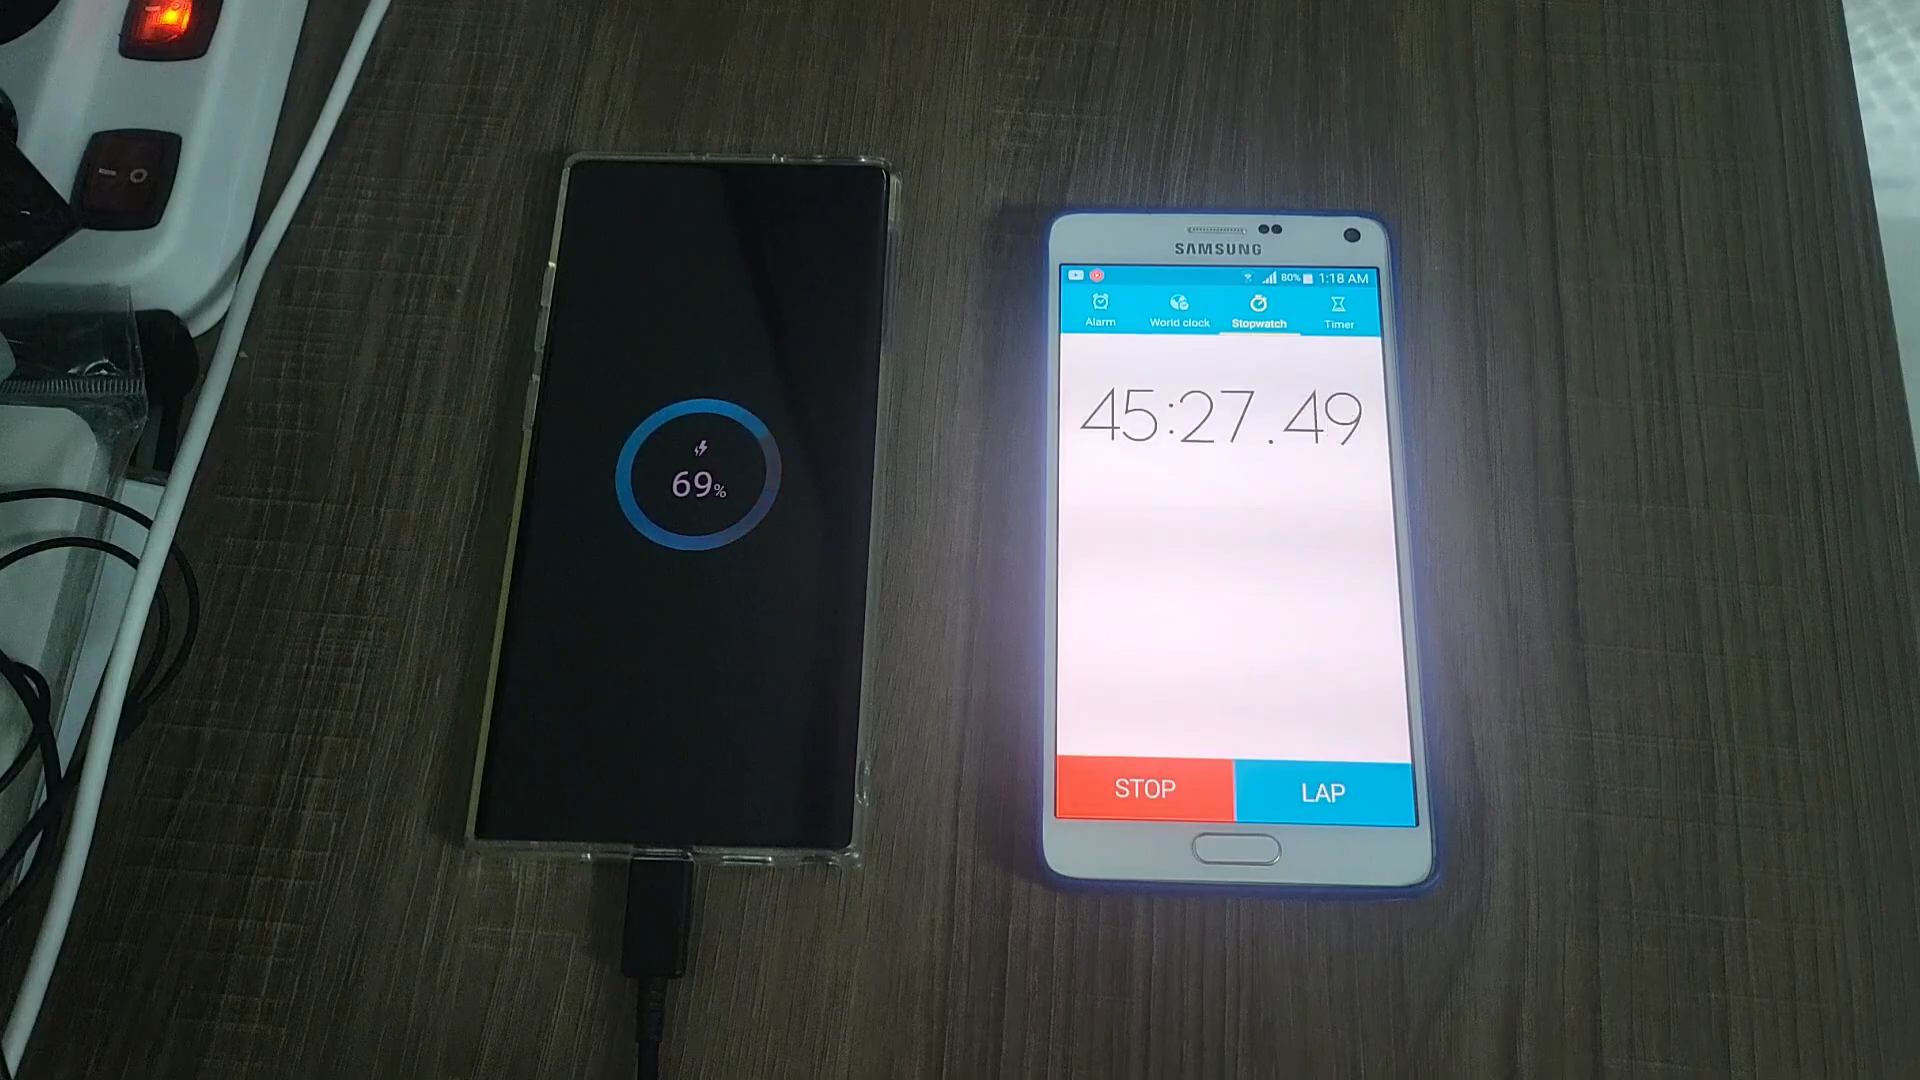 69%
SAMSUNG
80% 1:18 AM
Alarm World clock Stopwatch Timer
45:27.49
STOP LAP